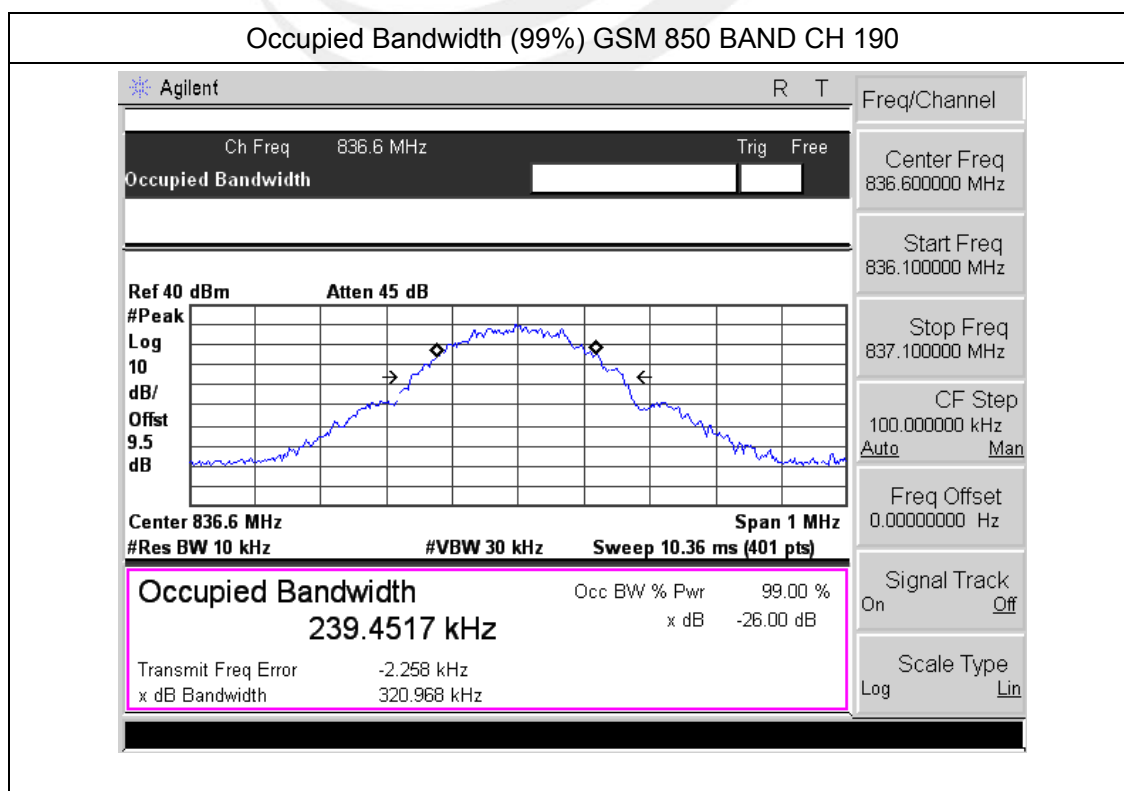 Occupied Bandwidth (99%) GSM 850 BAND CH 190
Agilent R T
Ch Freq 836.6 MHz Trig Free
Occupied Bandwidth
Ref 40 dBm Atten 45 dB
#Peak
Log
10
dB/
Offst
9.5
dB
Center 836.6 MHz Span 1 MHz
#Res BW 10 kHz #VBW 30 kHz Sweep 10.36 ms (401 pts)
Occupied Bandwidth Occ BW % Pwr 99.00 %
239.4517 kHz x dB -26.00 dB
Transmit Freq Error -2.258 kHz
x dB Bandwidth 320.968 kHz
Freq/Channel
Center Freq
836.600000 MHz
Start Freq
836.100000 MHz
Stop Freq
837.100000 MHz
CF Step
100.000000 kHz
Auto Man
Freq Offset
0.00000000 Hz
Signal Track
On Off
Scale Type
Log Lin